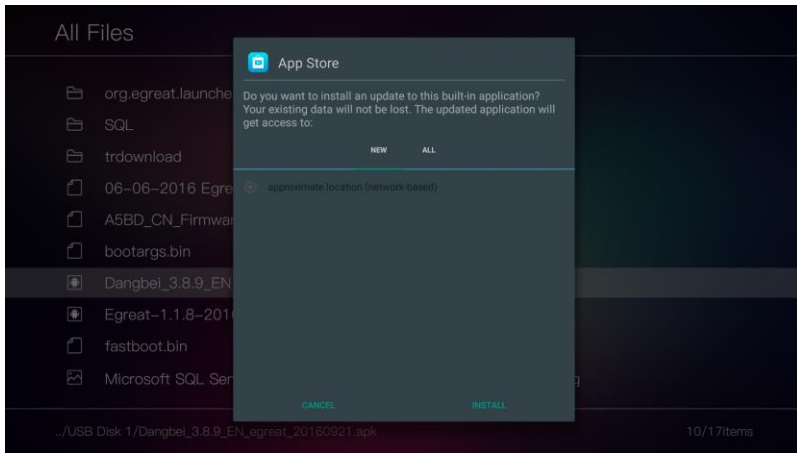 All Files
App Store
Do you want to install an update to this built-in application?
Your existing data will not be lost. The updated application will
get access to:
NEW ALL
approximate location (network-based)
CANCEL INSTALL
org.egreat.launche
SQL
trdownload
06-06-2016 Egre
A5BD_CN_Firmwar
bootargs.bin
Dangbei_3.8.9_EN
Egreat-1.1.8-201
fastboot.bin
Microsoft SQL Ser
g
../USB Disk 1/Dangbei_3.8.9_EN_egreat_20160921.apk 10/17items